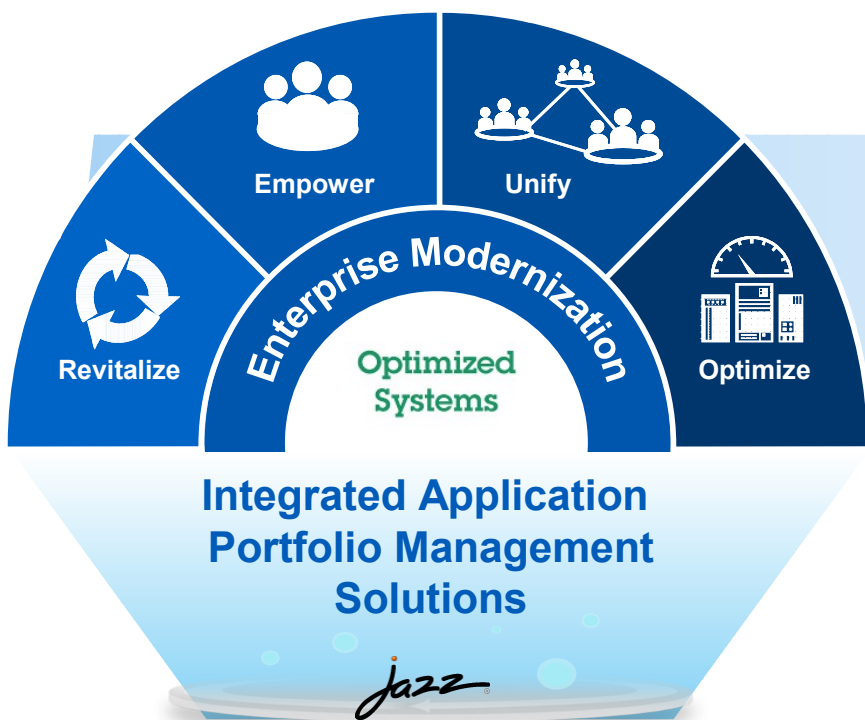 Empower
Unify
Revitalize
Optimize
Enterprise Modernization
Optimized
Systems
Integrated Application
Portfolio Management
Solutions
jazz